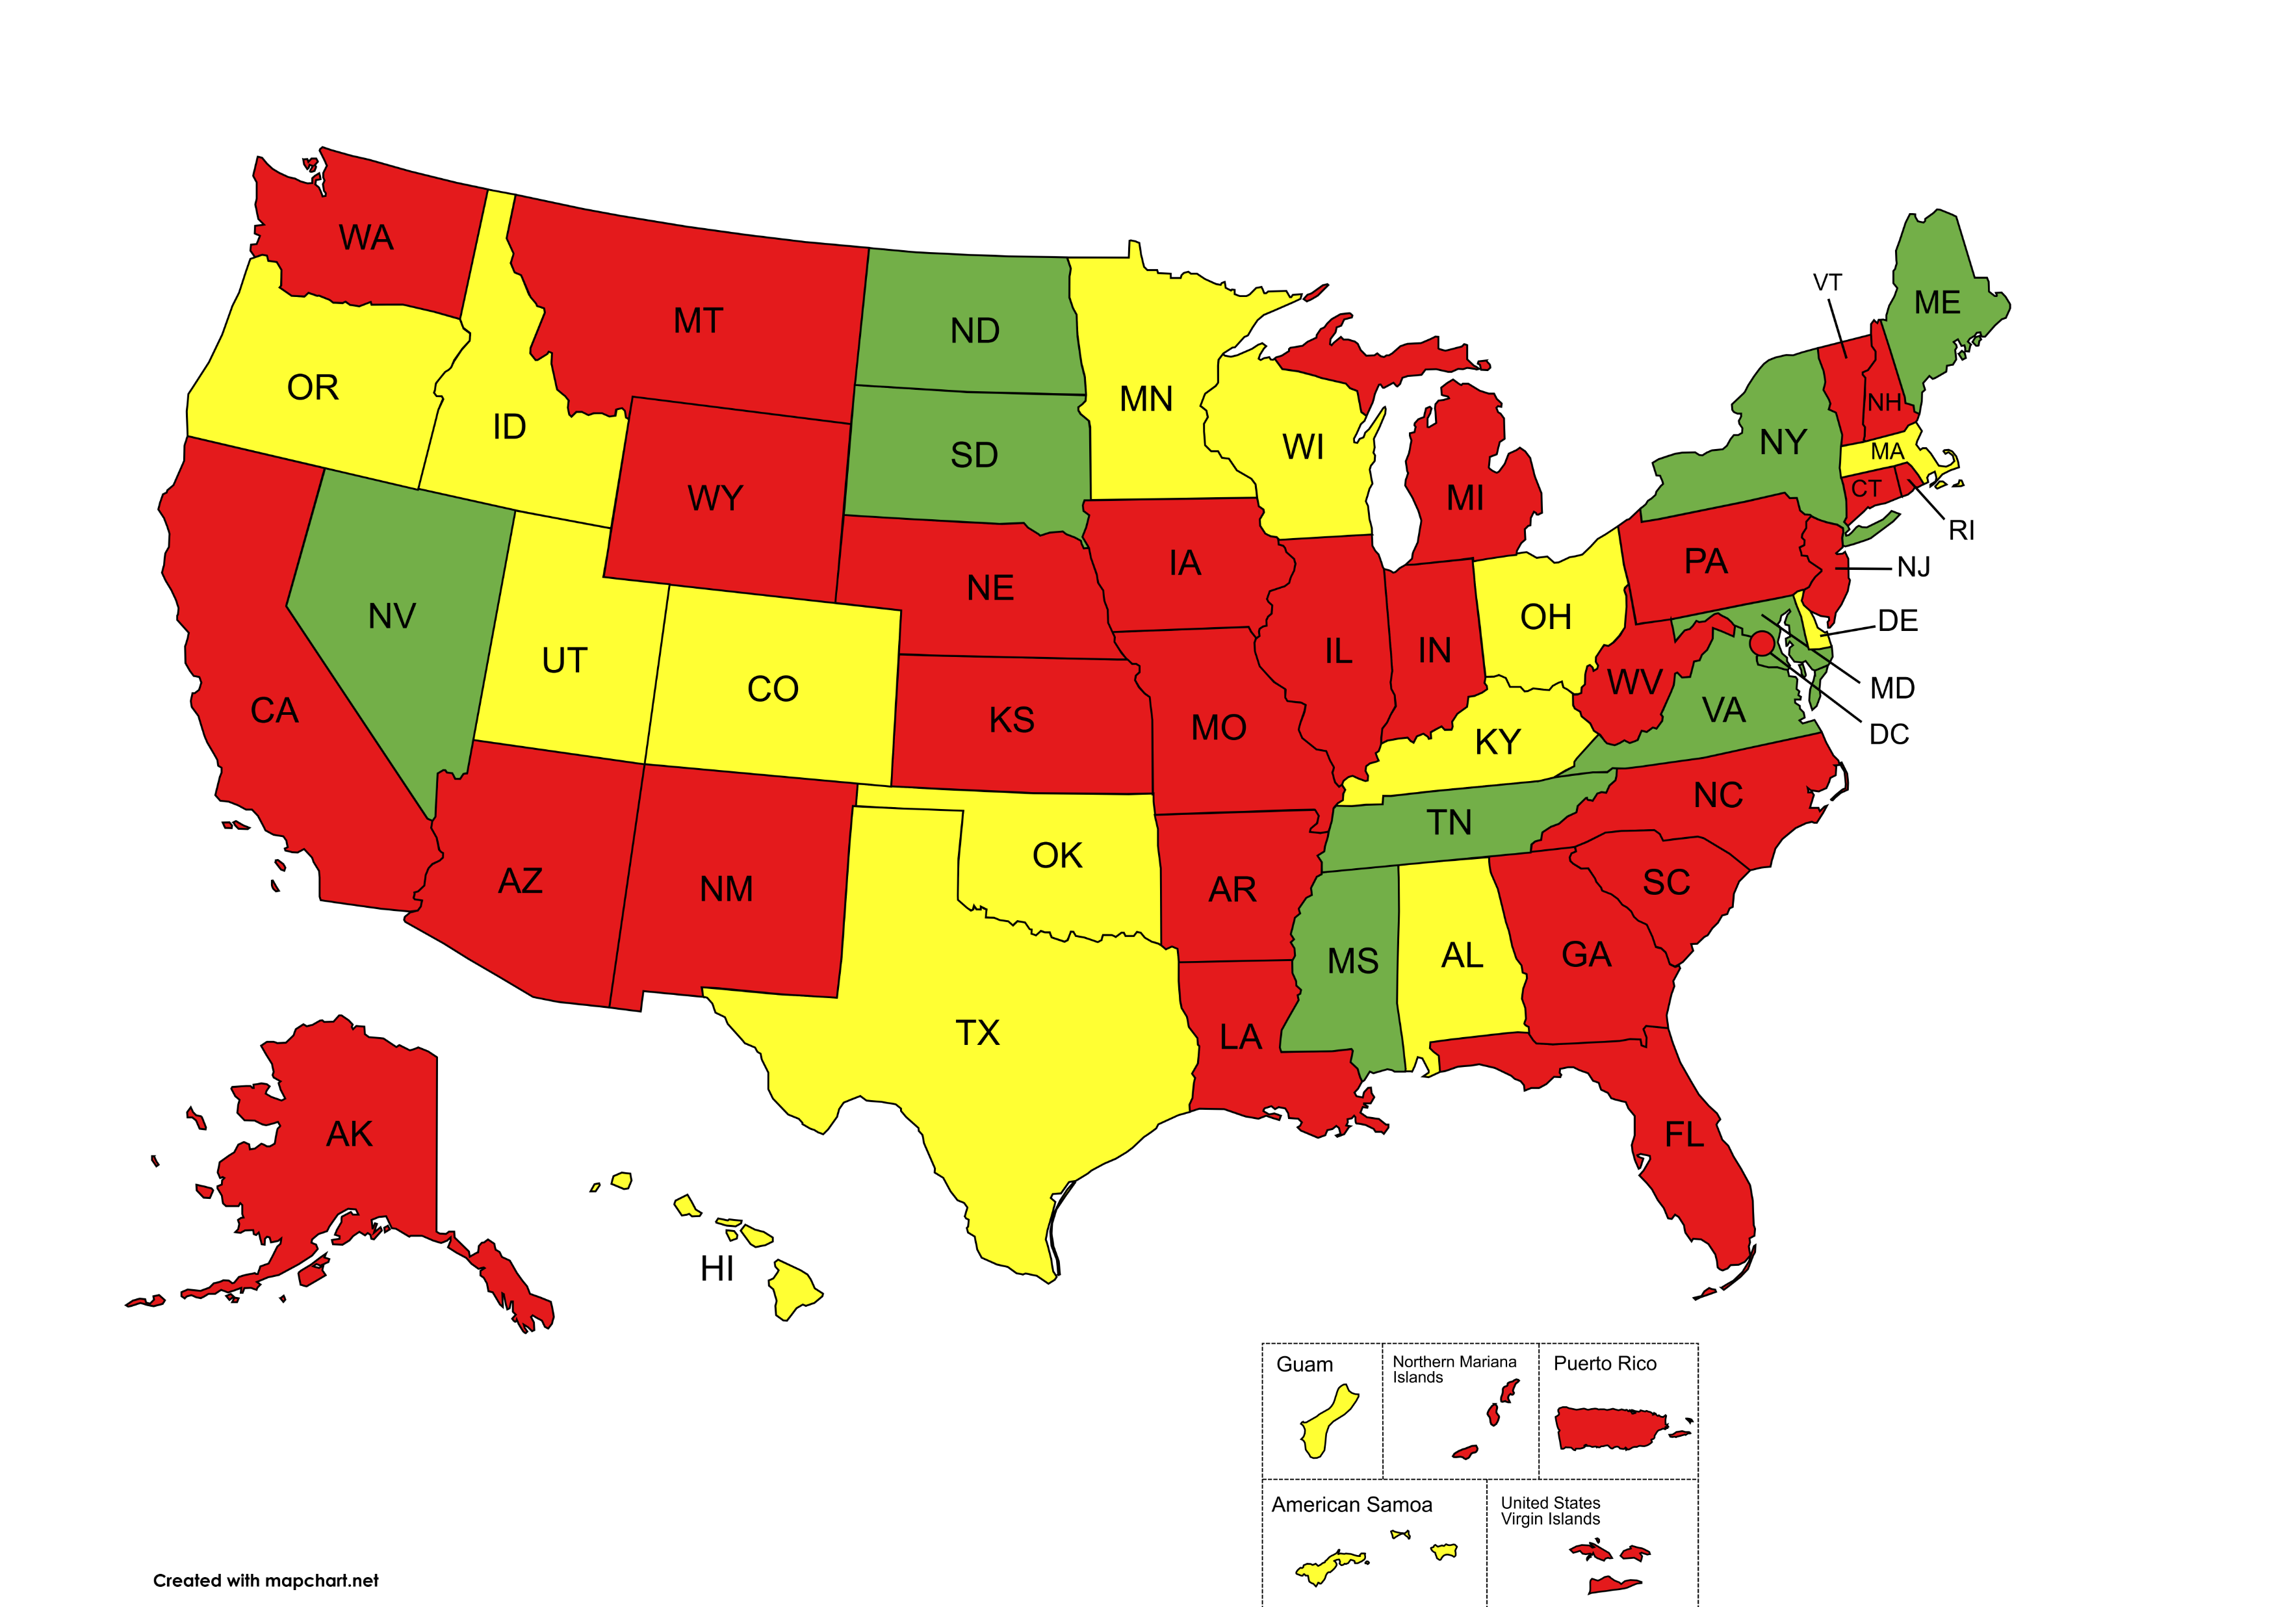 WA
MT
ND
MN
VT
ME
OR
ID
SD
WI
NH
NY
MA
WY
MI
CT
RI
IA
PA
NJ
NE
OH
NV
DE
UT
IL
IN
CO
WV
MD
CA
KS
MO
VA
DC
KY
NC
TN
OK
AZ
NM
AR
SC
MS
AL
GA
TX
LA
AK
FL
HI
Guam
Northern Mariana
Islands
Puerto Rico
American Samoa
United States
Virgin Islands
Created with mapchart.net